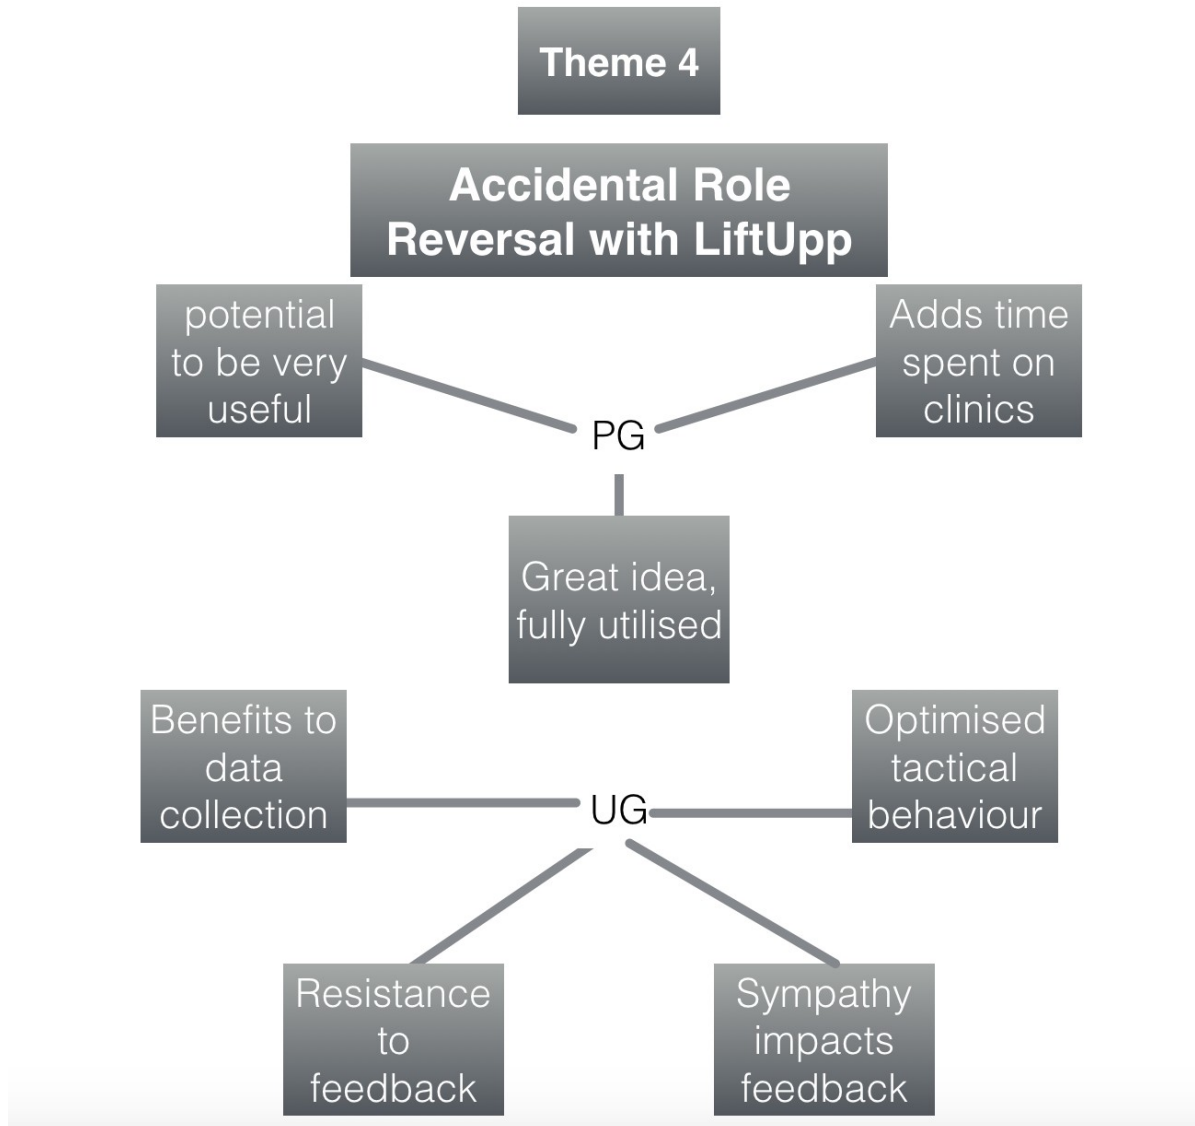 Theme 4
Accidental Role
Reversal with LiftUpp
potential
to be very
useful
Adds time
spent on
clinics
PG
Great idea,
fully utilised
Benefits to
data
collection
UG
Optimised
tactical
behaviour
Resistance
to
feedback
Sympathy
impacts
feedback